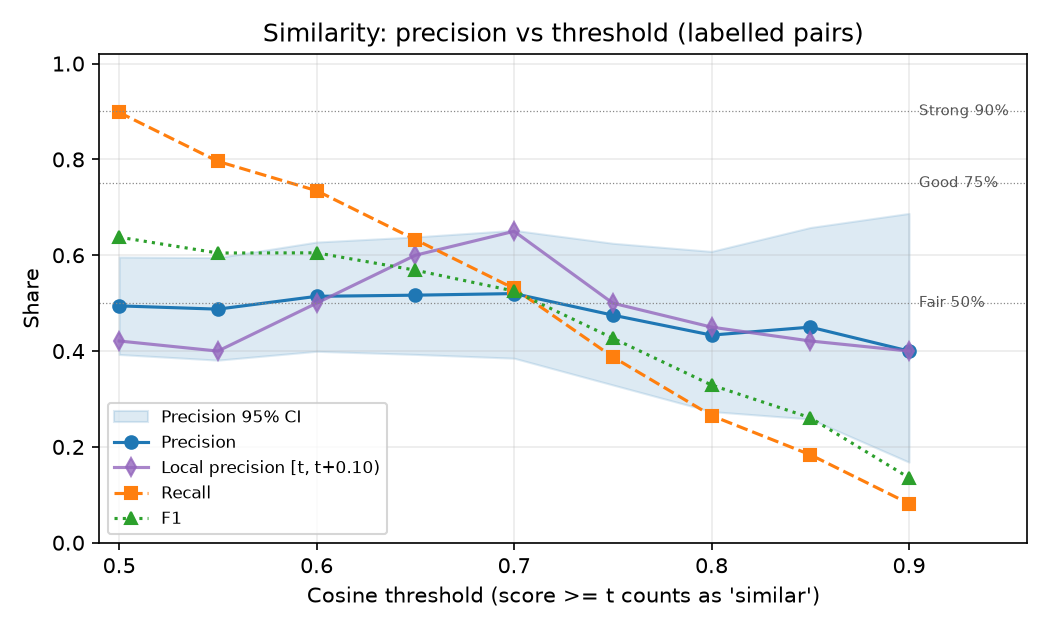 Similarity: precision vs threshold (labelled pairs)
1.0
0.8
0.6
0.4
0.2
0.0
Share
Strong 90%
Good 75%
Fair 50%
Precision 95% CI
Precision
Local precision [t, t+0.10)
Recall
F1
0.5
0.6
0.7
0.8
0.9
Cosine threshold (score >= t counts as 'similar')